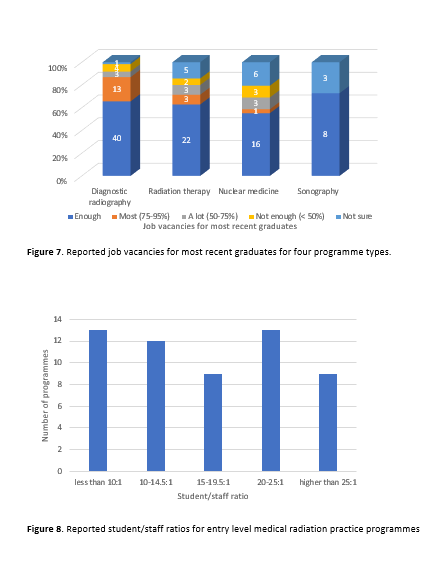 100%
80%
60%
40%
20%
0%
1
3
13
40
5
2
3
3
22
6
3
3
1
16
3
8
Diagnostic
radiography
Radiation therapy
Nuclear medicine
Sonography
Enough
Most (75-95%)
A lot (50-75%)
Not enough (< 50%)
Not sure
Job vacancies for most recent graduates
Figure 7. Reported job vacancies for most recent graduates for four programme types.
14
12
10
8
6
4
2
0
Number of programmes
less than 10:1
10-14.5:1
15-19.5:1
20-25:1
higher than 25:1
Student/staff ratio
Figure 8. Reported student/staff ratios for entry level medical radiation practice programmes